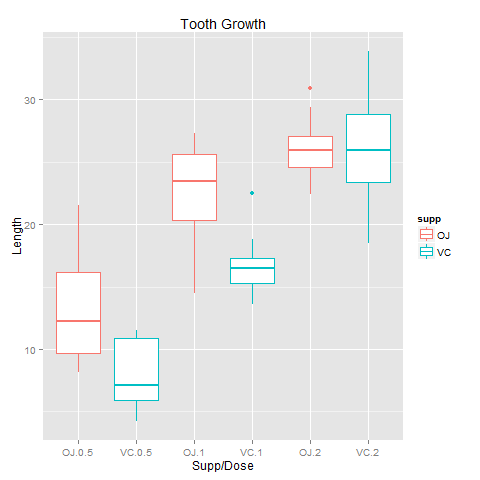 Tooth Growth
Length
30
20
10
OJ.0.5 VC.0.5 OJ.1 VC.1 OJ.2 VC.2
Supp/Dose
supp
OJ
VC